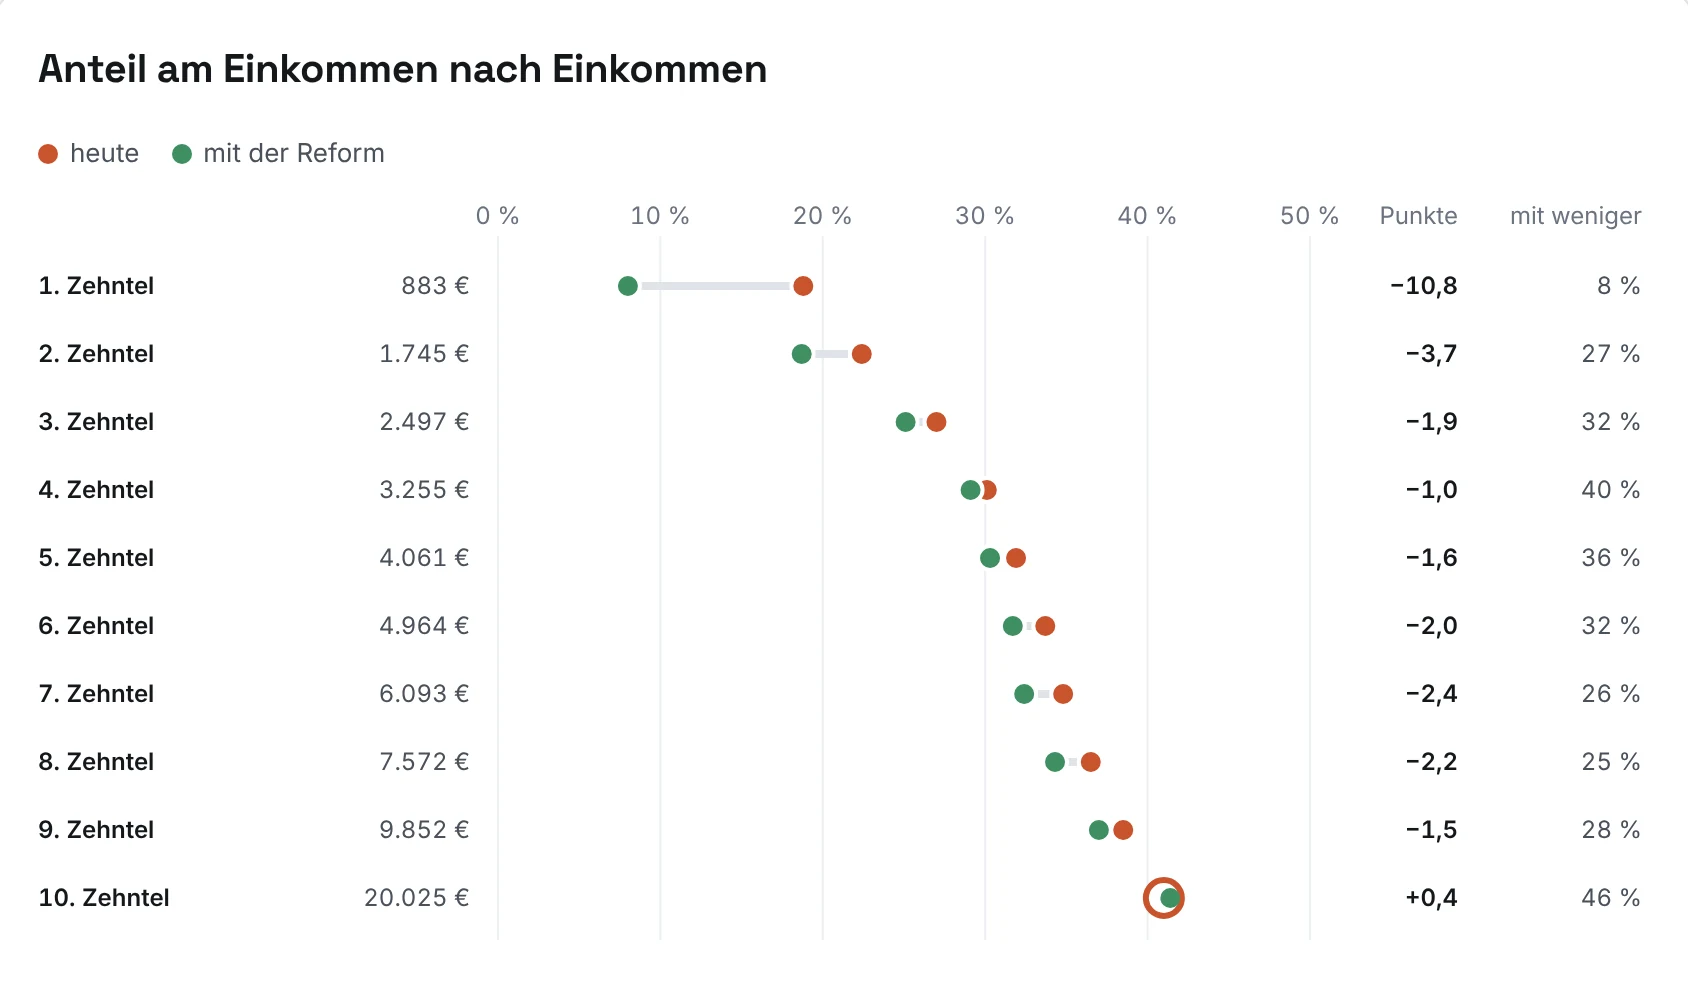 Anteil am Einkommen nach Einkommen
heute mit der Reform
0 % 10 % 20 % 30 % 40 % 50 % Punkte mit weniger
1. Zehntel 883 € −10,8 8 %
2. Zehntel 1.745 € −3,7 27 %
3. Zehntel 2.497 € −1,9 32 %
4. Zehntel 3.255 € −1,0 40 %
5. Zehntel 4.061 € −1,6 36 %
6. Zehntel 4.964 € −2,0 32 %
7. Zehntel 6.093 € −2,4 26 %
8. Zehntel 7.572 € −2,2 25 %
9. Zehntel 9.852 € −1,5 28 %
10. Zehntel 20.025 € +0,4 46 %